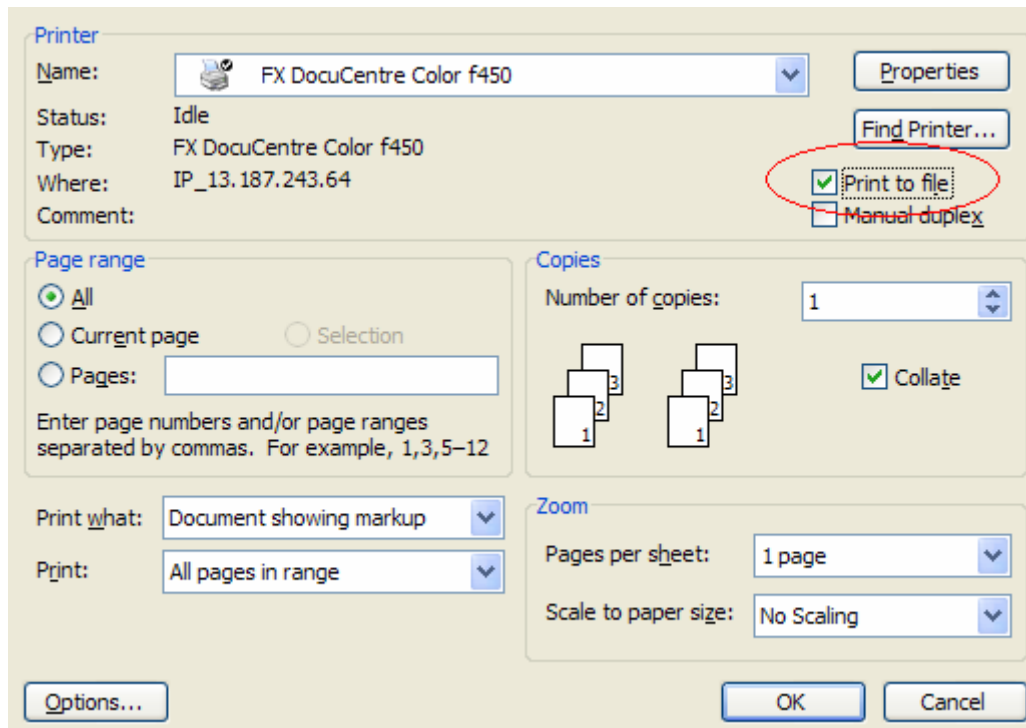 Printer
Name: FX DocuCentre Color f450 Properties
Status: Idle Find Printer...
Type: FX DocuCentre Color f450
Where: IP_13.187.243.64 Print to file
Comment: Manual duplex
Page range
All
Current page Selection
Pages:
Enter page numbers and/or page ranges
separated by commas. For example, 1,3,5–12
Copies
Number of copies: 1
3 3
2 2
1 1
Collate
Print what: Document showing markup
Print: All pages in range
Zoom
Pages per sheet: 1 page
Scale to paper size: No Scaling
Options... OK Cancel